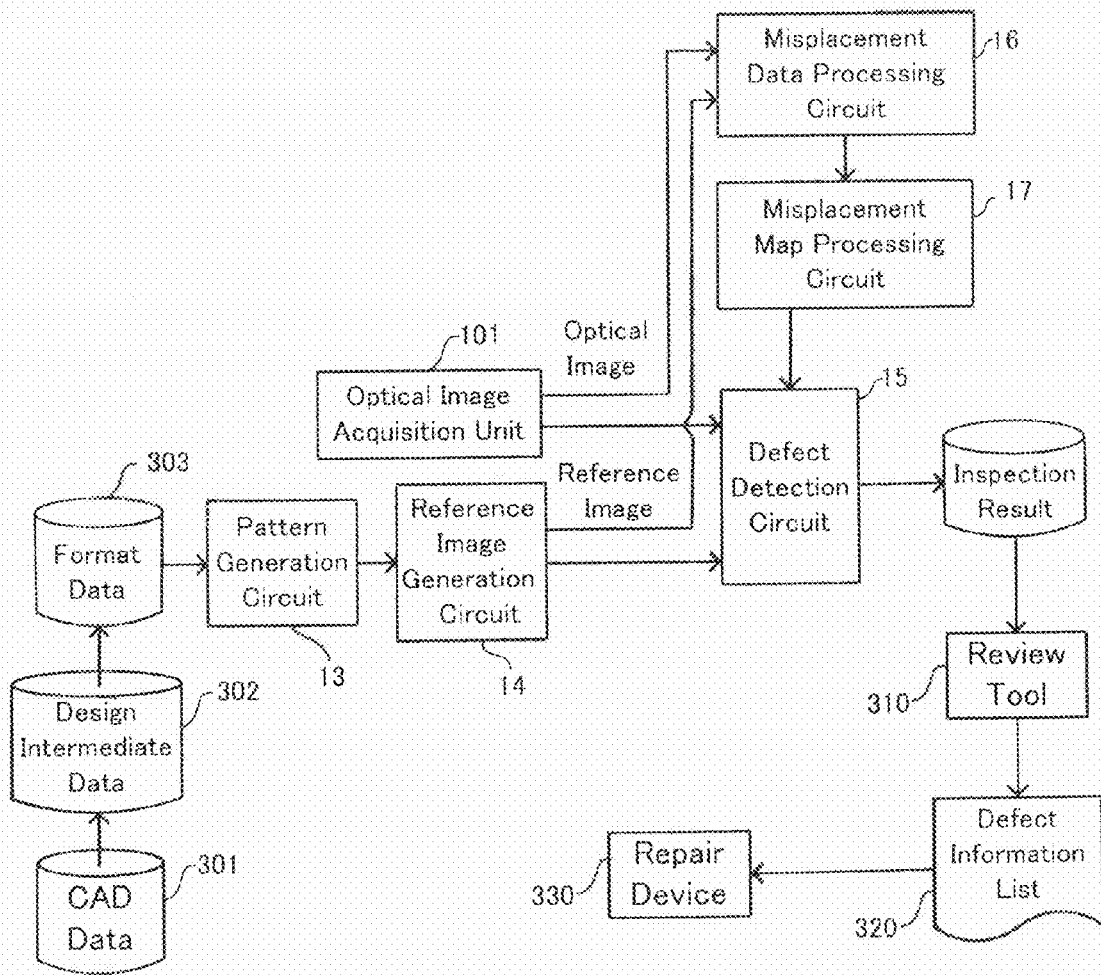 Misplacement
Data Processing
Circuit
16
Misplacement
Map Processing
Circuit
17
101
Optical Image
Acquisition Unit
Optical
Image
15
Defect
Detection
Circuit
Inspection
Result
303
Format
Data
Pattern
Generation
Circuit
13
Reference
Image
Generation
Circuit
14
Reference
Image
302
Design
Intermediate
Data
301
CAD
Data
310
Review
Tool
Defect
Information
List
320
330
Repair
Device